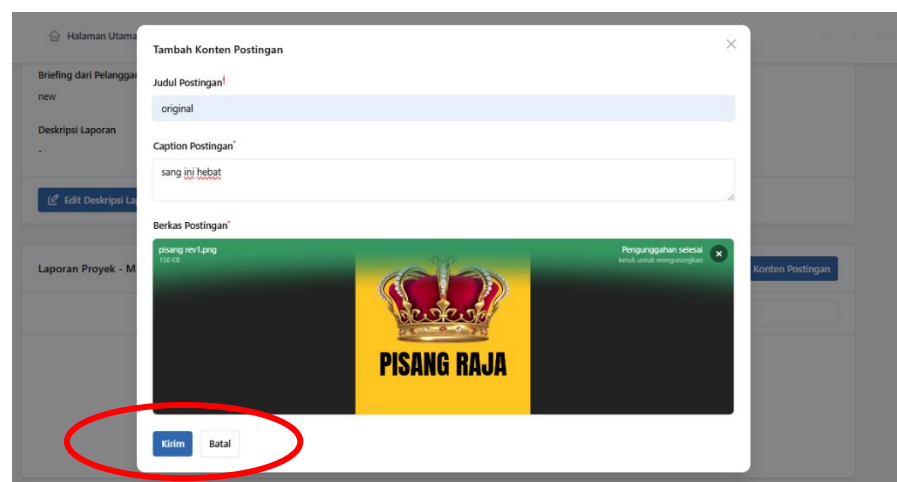 Halaman Utama
Tambah Konten Postingan
Briefing dari Pelanggan
new
Judul Postingan*
original
Deskripsi Laporan
-
Caption Postingan*
sang ini hebat
Edit Deskripsi La
Berkas Postingan*
pisang rev1.png
156 KB
Pengunggahan selesai
ketuk untuk mengurungkan
Laporan Proyek - M
Konten Postingan
PISANG RAJA
Kirim
Batal